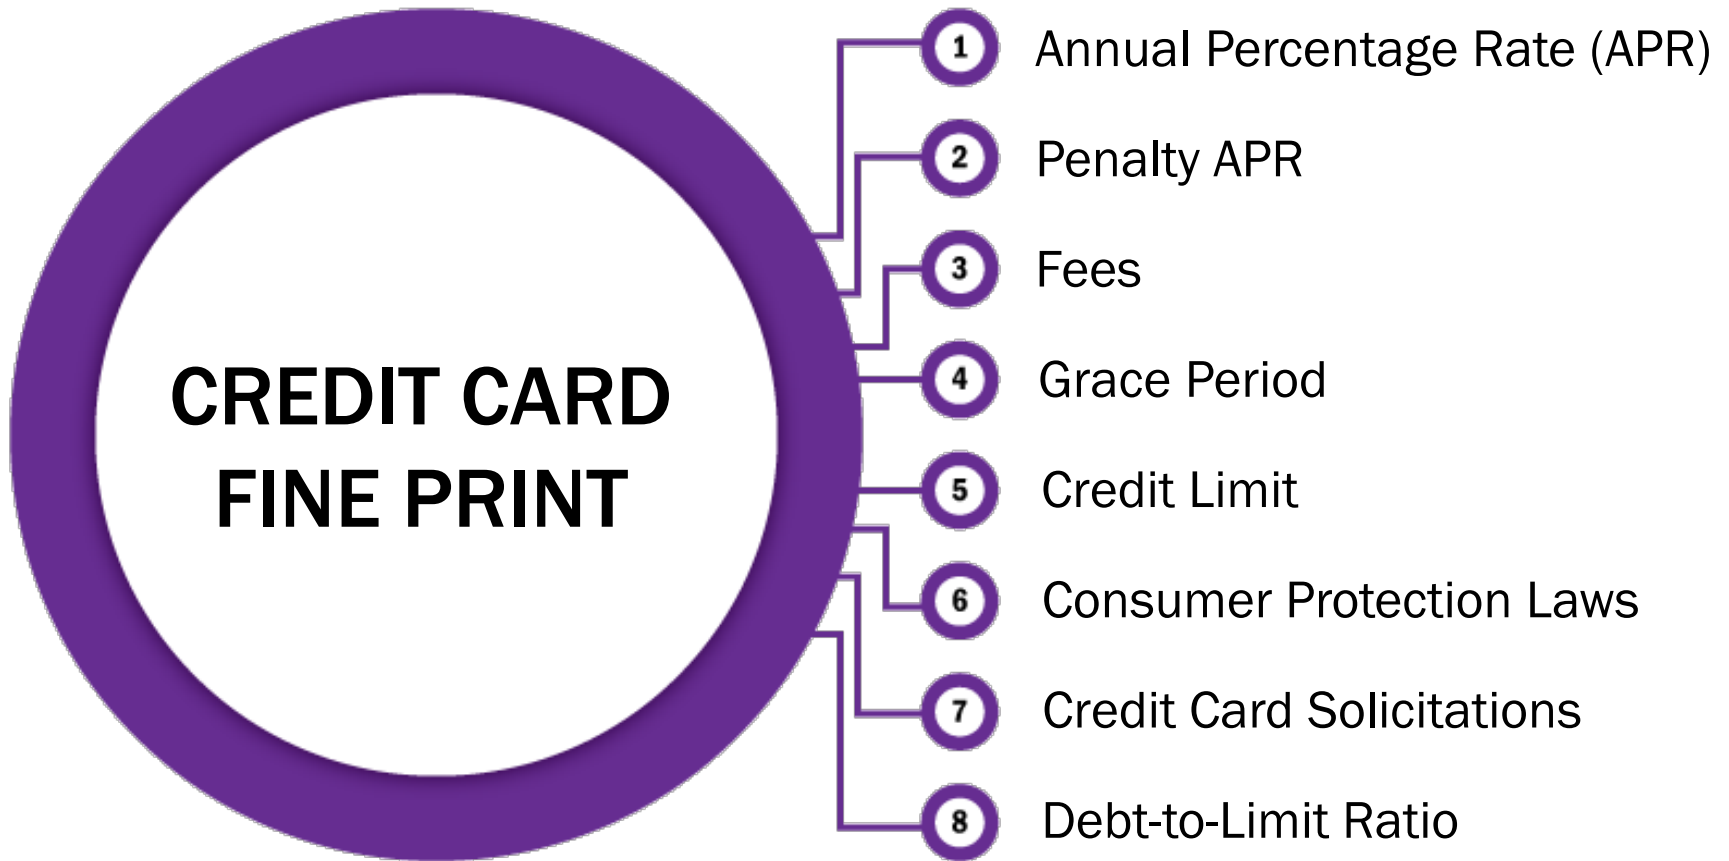 CREDIT CARD
FINE PRINT
1 Annual Percentage Rate (APR)
2 Penalty APR
3 Fees
4 Grace Period
5 Credit Limit
6 Consumer Protection Laws
7 Credit Card Solicitations
8 Debt-to-Limit Ratio